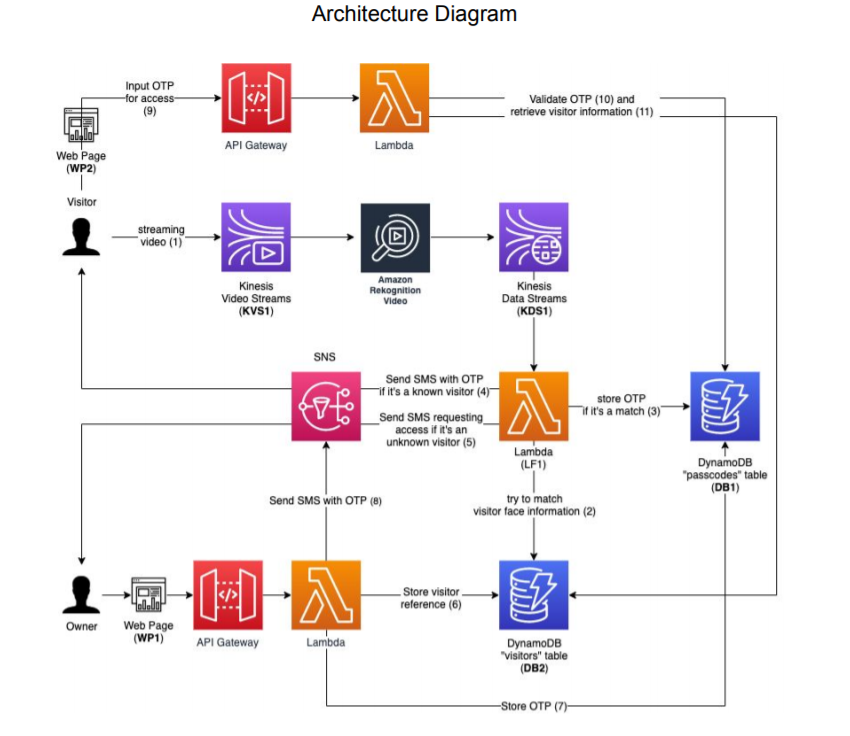 Architecture Diagram
Input OTP
for access
(9)
Validate OTP (10) and
retrieve visitor information (11)
API Gateway
Lambda
Web Page
(WP2)
Visitor
streaming
video (1)
Kinesis
Video Streams
(KVS1)
Amazon
Rekognition
Video
Kinesis
Data Streams
(KDS1)
SNS
Send SMS with OTP
if it's a known visitor (4)
Send SMS requesting
access if it's an
unknown visitor (5)
store OTP
if it's a match (3)
Lambda
(LF1)
DynamoDB
"passcodes" table
(DB1)
Send SMS with OTP (8)
try to match
visitor face information (2)
Store visitor
reference (6)
Owner
Web Page
(WP1)
API Gateway
Lambda
DynamoDB
"visitors" table
(DB2)
Store OTP (7)